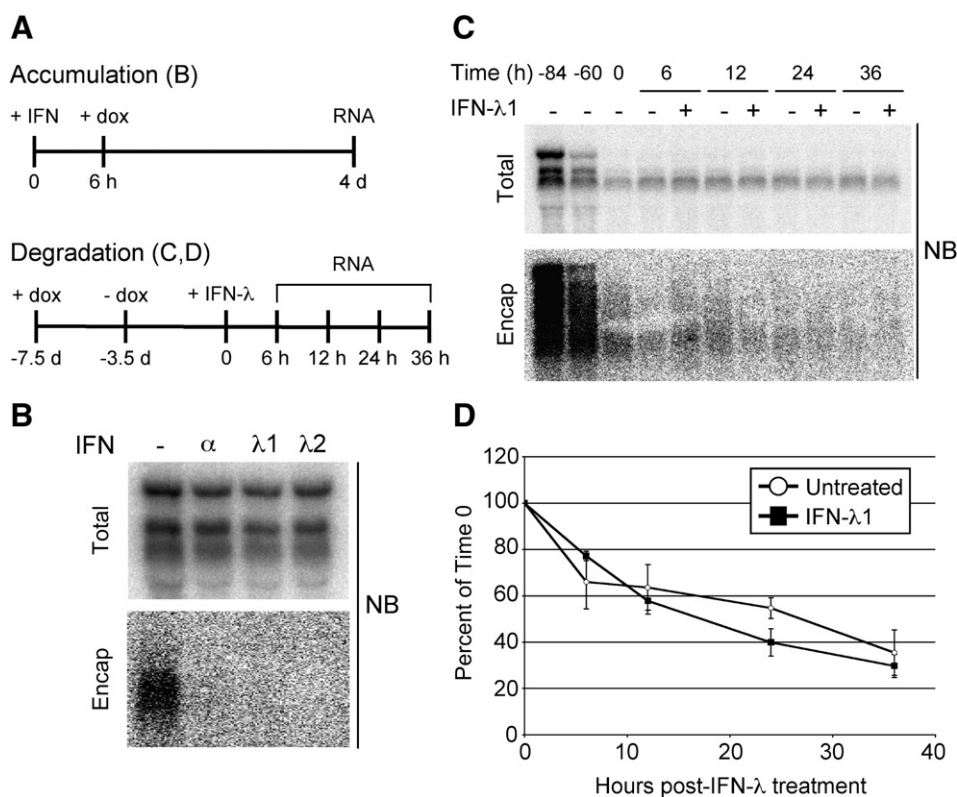 A
Accumulation (B)
+ IFN + dox RNA
0 6 h 4 d
Degradation (C,D)
RNA
+ dox - dox + IFN-λ
-7.5 d -3.5 d 0 6 h 12 h 24 h 36 h
B
IFN - α λ1 λ2
Total
Encap
NB
C
Time (h) -84 -60 0 6 12 24 36
IFN-λ1 - - - - + - + - + - +
Total
Encap
NB
D
Percent of Time 0
120
100
80
60
40
20
0
Untreated
IFN-λ1
0 10 20 30 40
Hours post-IFN-λ treatment